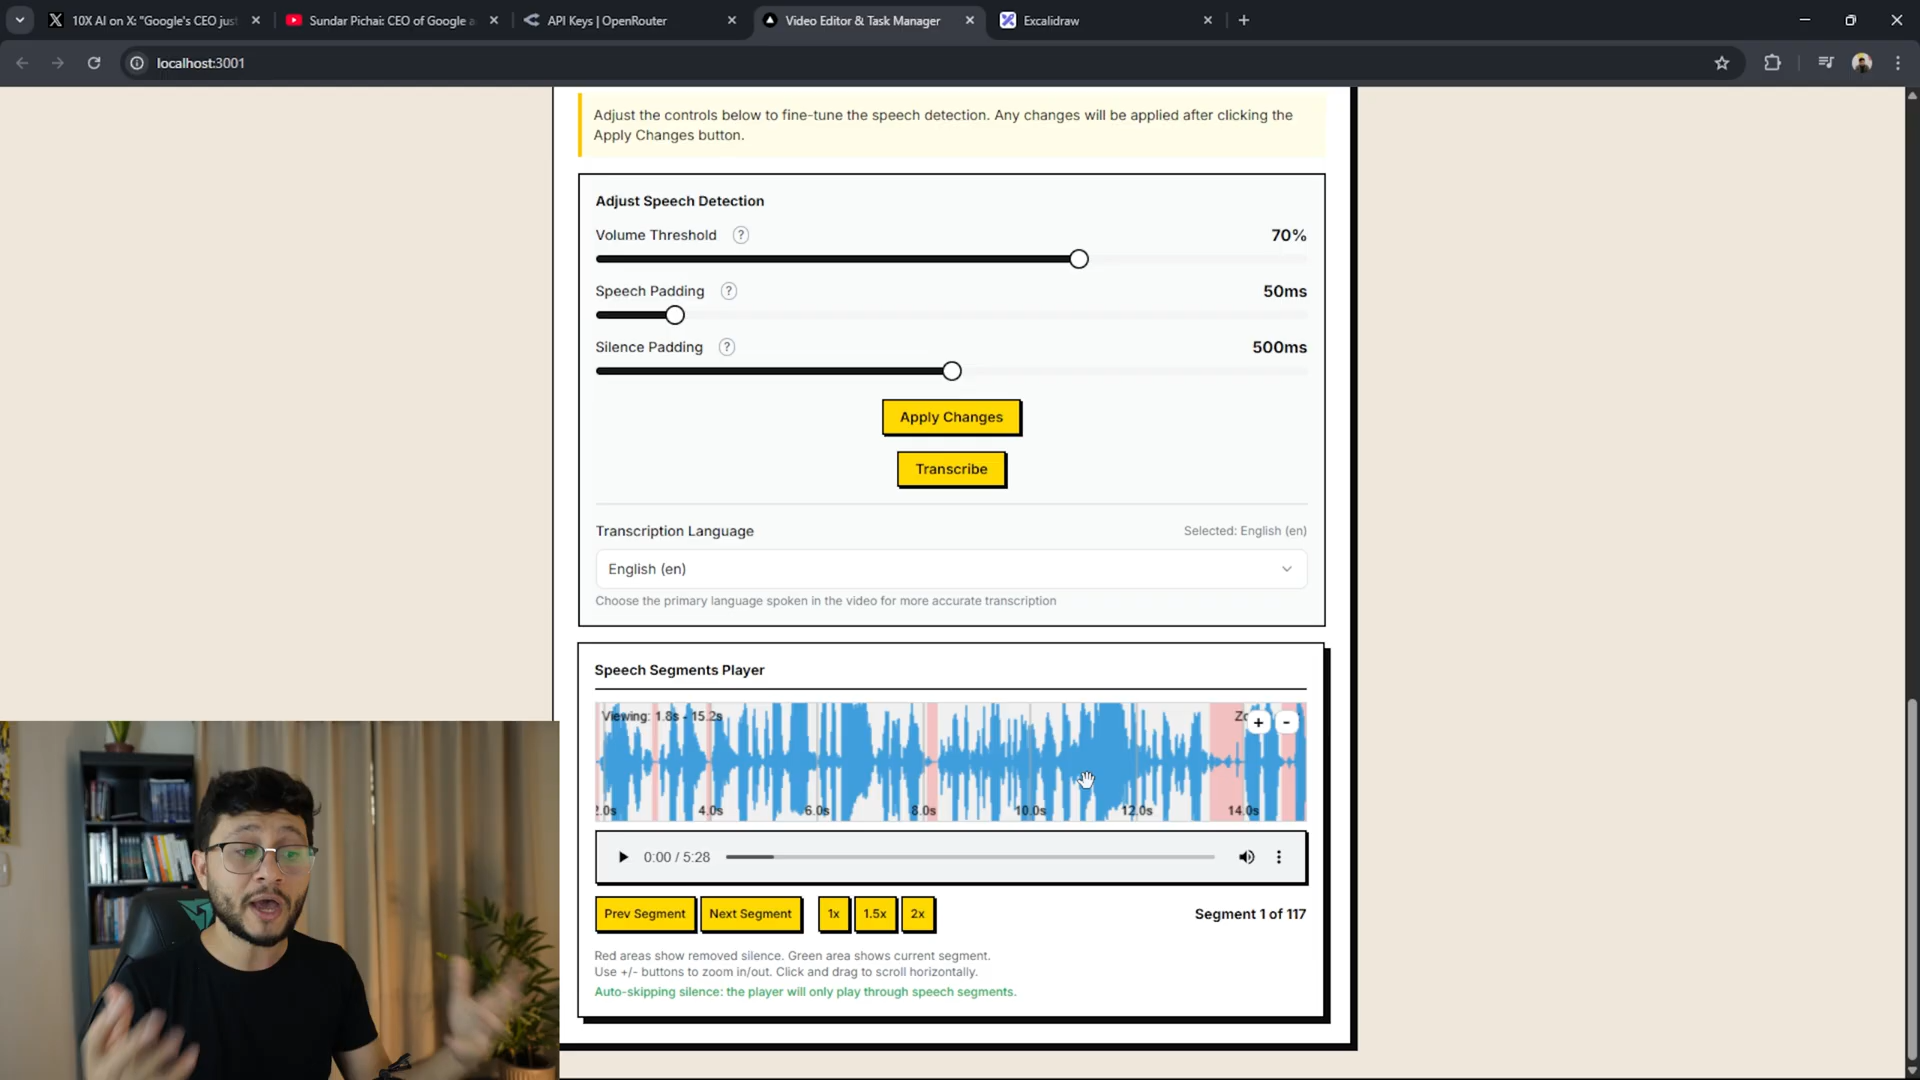 10X AI on X: "Google's CEO jus
Sundar Pichai: CEO of Google a
API Keys | OpenRouter
Video Editor & Task Manager
Excalidraw
localhost:3001
Adjust the controls below to fine-tune the speech detection. Any changes will be applied after clicking the
Apply Changes button.
Adjust Speech Detection
Volume Threshold ? 70%
Speech Padding ? 50ms
Silence Padding ? 500ms
Apply Changes
Transcribe
Transcription Language Selected: English (en)
English (en)
Choose the primary language spoken in the video for more accurate transcription
Speech Segments Player
Viewing: 1.8s - 15.2s Zo + -
2.0s 4.0s 6.0s 8.0s 10.0s 12.0s 14.0s
0:00 / 5:28
Prev Segment Next Segment 1x 1.5x 2x Segment 1 of 117
Red areas show removed silence. Green area shows current segment.
Use +/- buttons to zoom in/out. Click and drag to scroll horizontally.
Auto-skipping silence: the player will only play through speech segments.